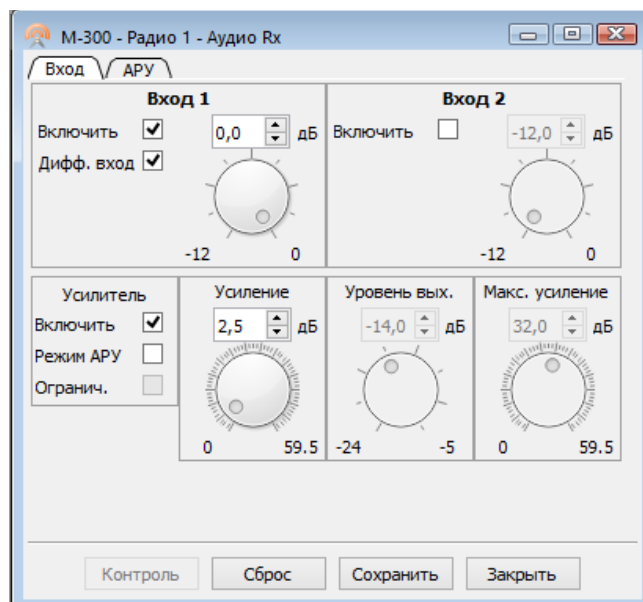 М-300 - Радио 1 - Аудио Rx
Вход АРУ
Вход 1 Вход 2
Включить 0,0 дБ Включить -12,0 дБ
Дифф. вход
-12 0 -12 0
Усилитель Усиление Уровень вых. Макс. усиление
Включить 2,5 дБ -14,0 дБ 32,0 дБ
Режим АРУ
Огранич.
0 59.5 -24 -5 0 59.5
Контроль Сброс Сохранить Закрыть